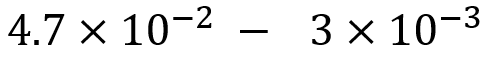 4.7 × 10⁻² − 3 × 10⁻³